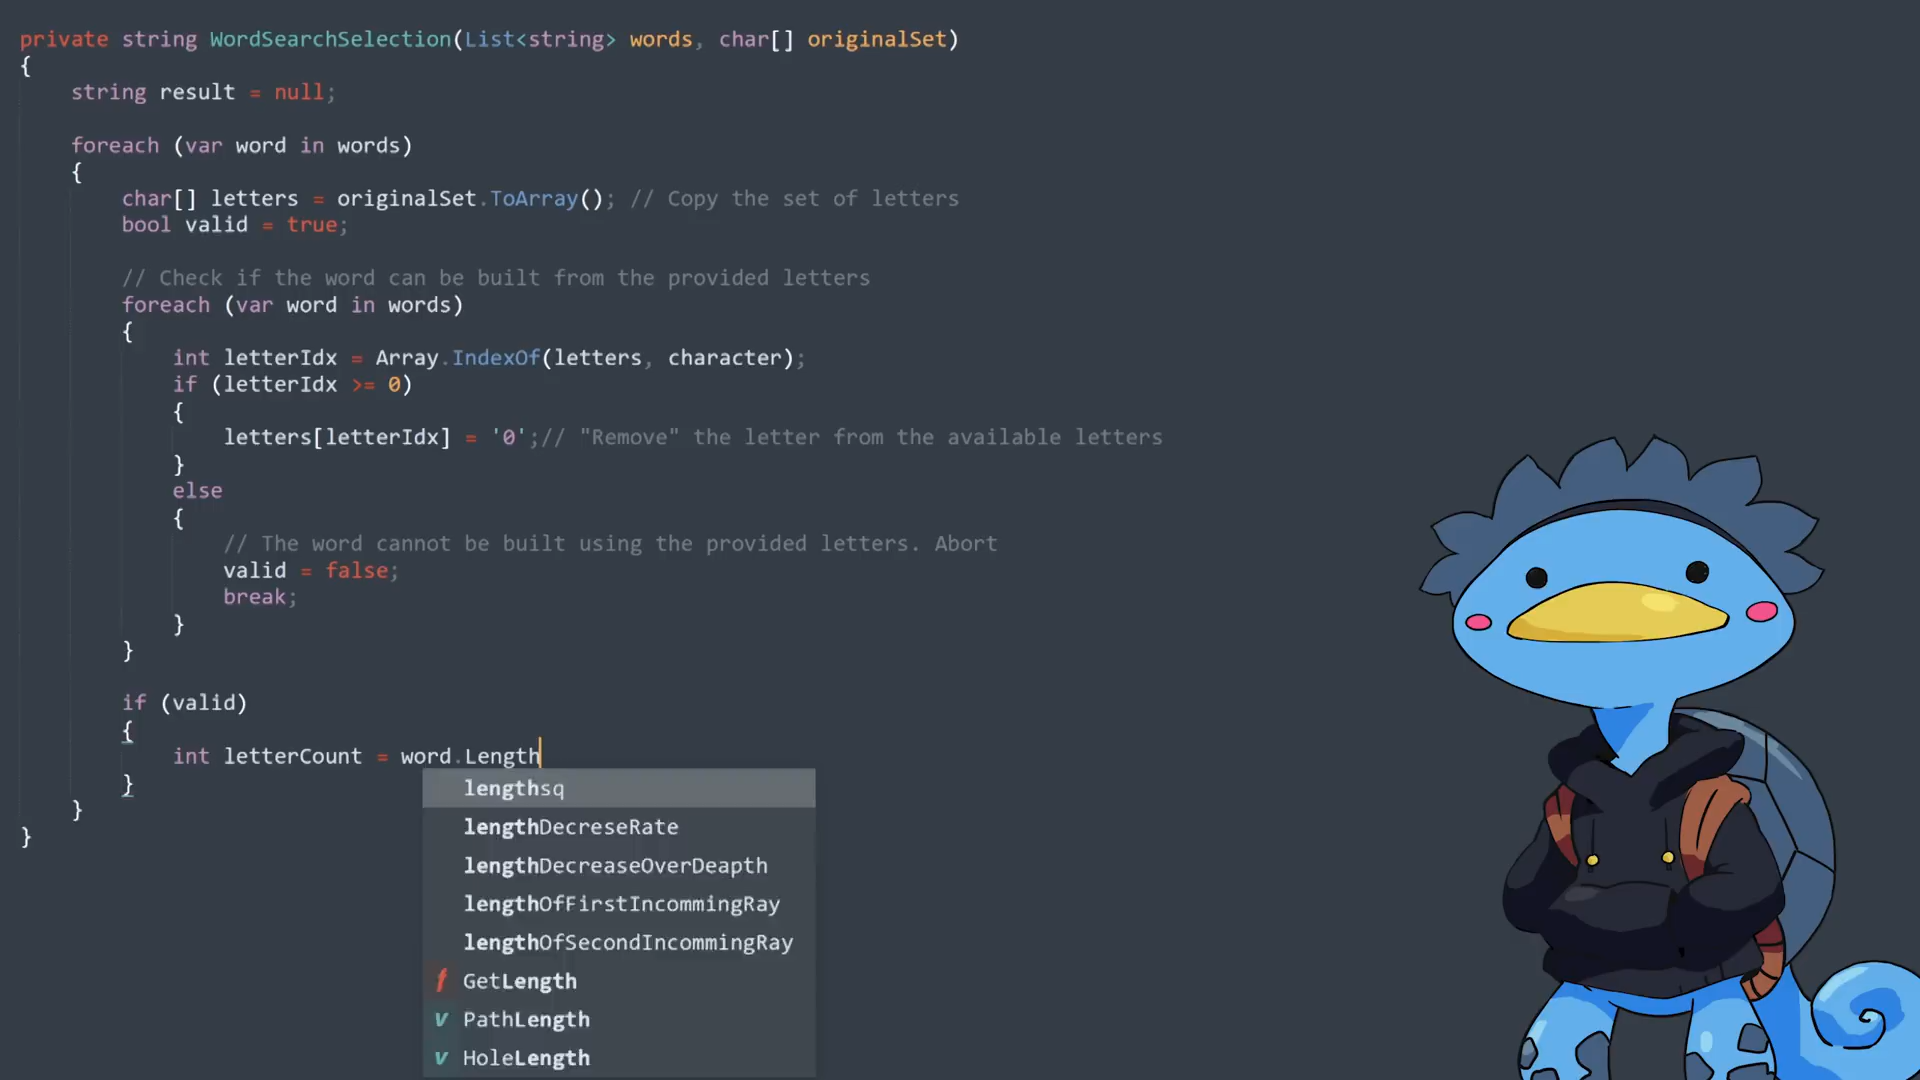 private string WordSearchSelection(List<string> words, char[] originalSet)
{
string result = null;
foreach (var word in words)
{
char[] letters = originalSet.ToArray(); // Copy the set of letters
bool valid = true;
// Check if the word can be built from the provided letters
foreach (var word in words)
{
int letterIdx = Array.IndexOf(letters, character);
if (letterIdx >= 0)
{
letters[letterIdx] = '0';// "Remove" the letter from the available letters
}
else
{
// The word cannot be built using the provided letters. Abort
valid = false;
break;
}
}
if (valid)
{
int letterCount = word.Length
lengthsq
lengthDecreseRate
lengthDecreaseOverDeapth
lengthOfFirstIncommingRay
lengthOfSecondIncommingRay
f GetLength
v PathLength
v HoleLength
}
}
}